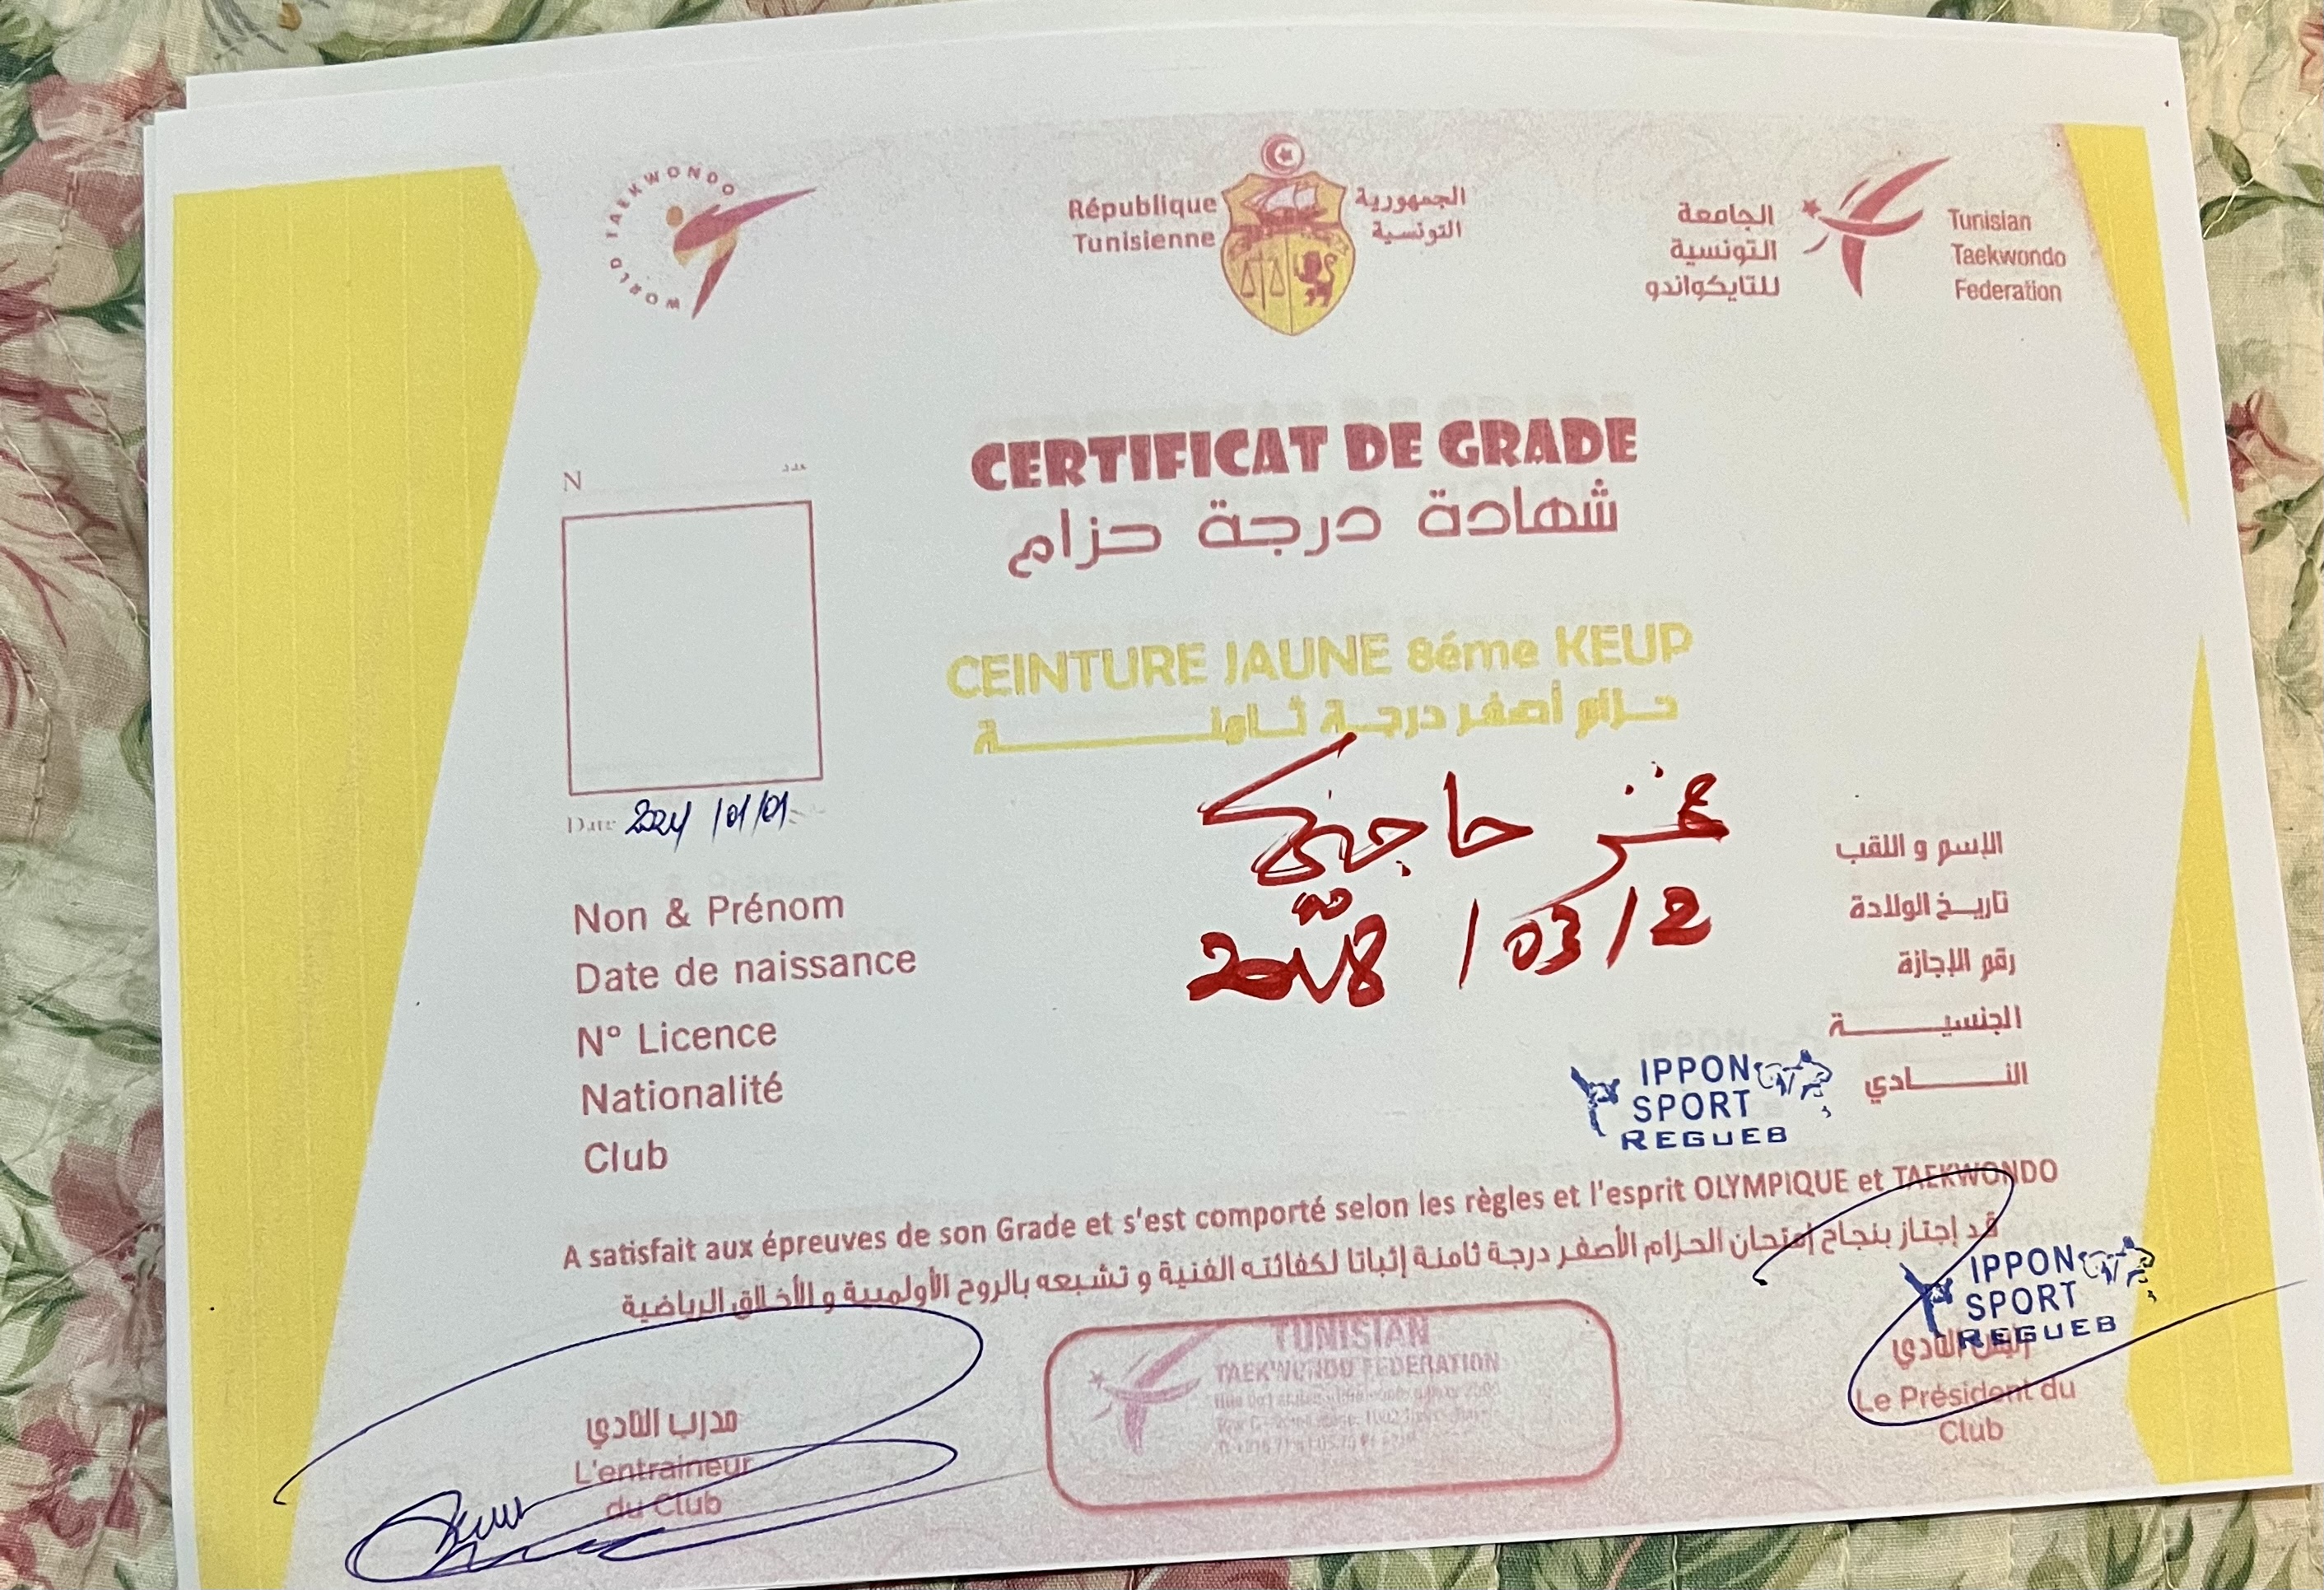 WORLD TAEKWONDO
République
Tunisienne
الجمهورية
التونسية
الجامعة
التونسية
للتايكواندو
Tunisian
Taekwondo
Federation
CERTIFICAT DE GRADE
شهادة درجة حزام
N عدد
CEINTURE JAUNE 8éme KEUP
حزام أصفر درجة ثامنة
Date 2024/01/01
Non & Prénom
الإسم و اللقب
Date de naissance 2018/03/2
تاريخ الولادة
N° Licence
رقم الإجازة
Nationalité
الجنسية
Club
النادي
IPPON
SPORT
REGUEB
A satisfait aux épreuves de son Grade et s'est comporté selon les règles et l'esprit OLYMPIQUE et TAEKWONDO
قد إجتاز بنجاح إمتحان الحزام الأصفر درجة ثامنة إثباتا لكفائته الفنية و تشبعه بالروح الأولمبية و الأخلاق الرياضية
مدرب النادي
L'entraineur
du Club
TUNISIAN
TAEKWONDO FEDERATION
IPPON
SPORT
REGUEB
النادي
Le Président du
Club